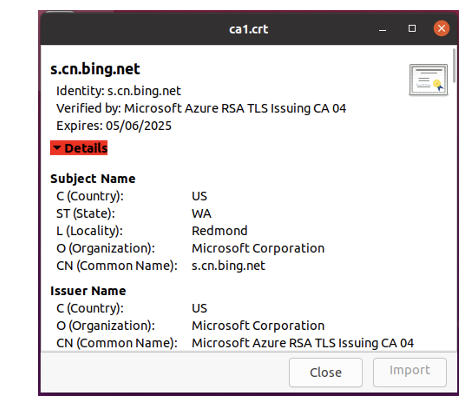 ca1.crt
s.cn.bing.net
Identity: s.cn.bing.net
Verified by: Microsoft Azure RSA TLS Issuing CA 04
Expires: 05/06/2025
Details
Subject Name
C (Country): US
ST (State): WA
L (Locality): Redmond
O (Organization): Microsoft Corporation
CN (Common Name): s.cn.bing.net
Issuer Name
C (Country): US
O (Organization): Microsoft Corporation
CN (Common Name): Microsoft Azure RSA TLS Issuing CA 04
Close Import